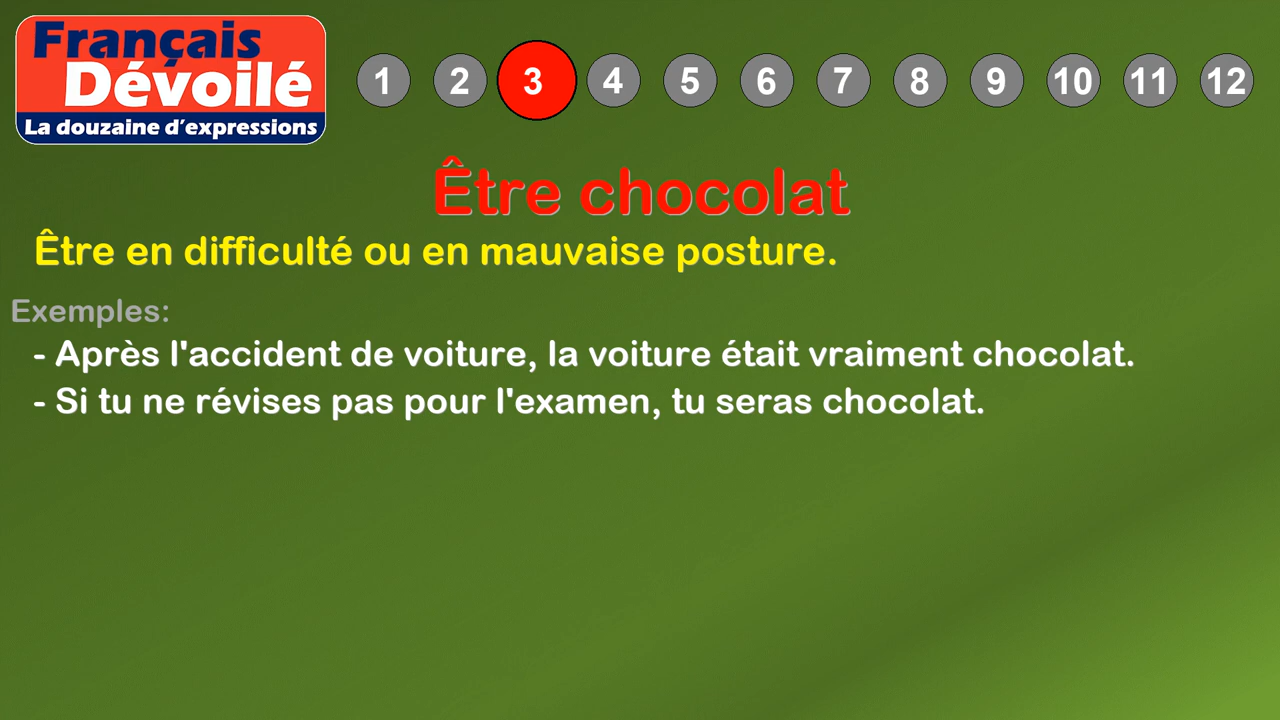 Français
Dévoilé
La douzaine d'expressions
1 2 3 4 5 6 7 8 9 10 11 12
Être chocolat
Être en difficulté ou en mauvaise posture.
Exemples:
- Après l'accident de voiture, la voiture était vraiment chocolat.
- Si tu ne révises pas pour l'examen, tu seras chocolat.